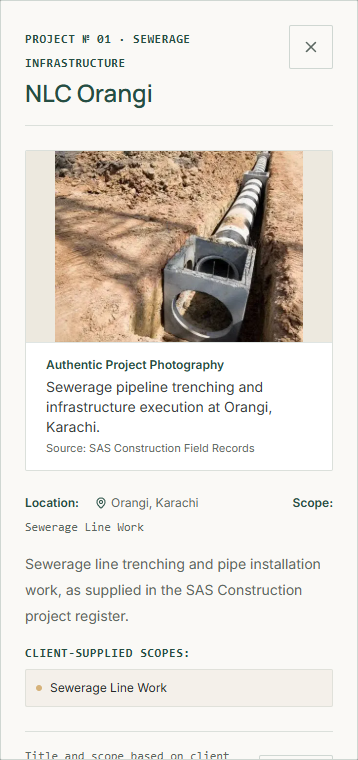 PROJECT № 01 · SEWERAGE
INFRASTRUCTURE
NLC Orangi
Authentic Project Photography
Sewerage pipeline trenching and
infrastructure execution at Orangi,
Karachi.
Source: SAS Construction Field Records
Location: Orangi, Karachi Scope:
Sewerage Line Work
Sewerage line trenching and pipe installation
work, as supplied in the SAS Construction
project register.
CLIENT-SUPPLIED SCOPES:
Sewerage Line Work
Title and scope based on client